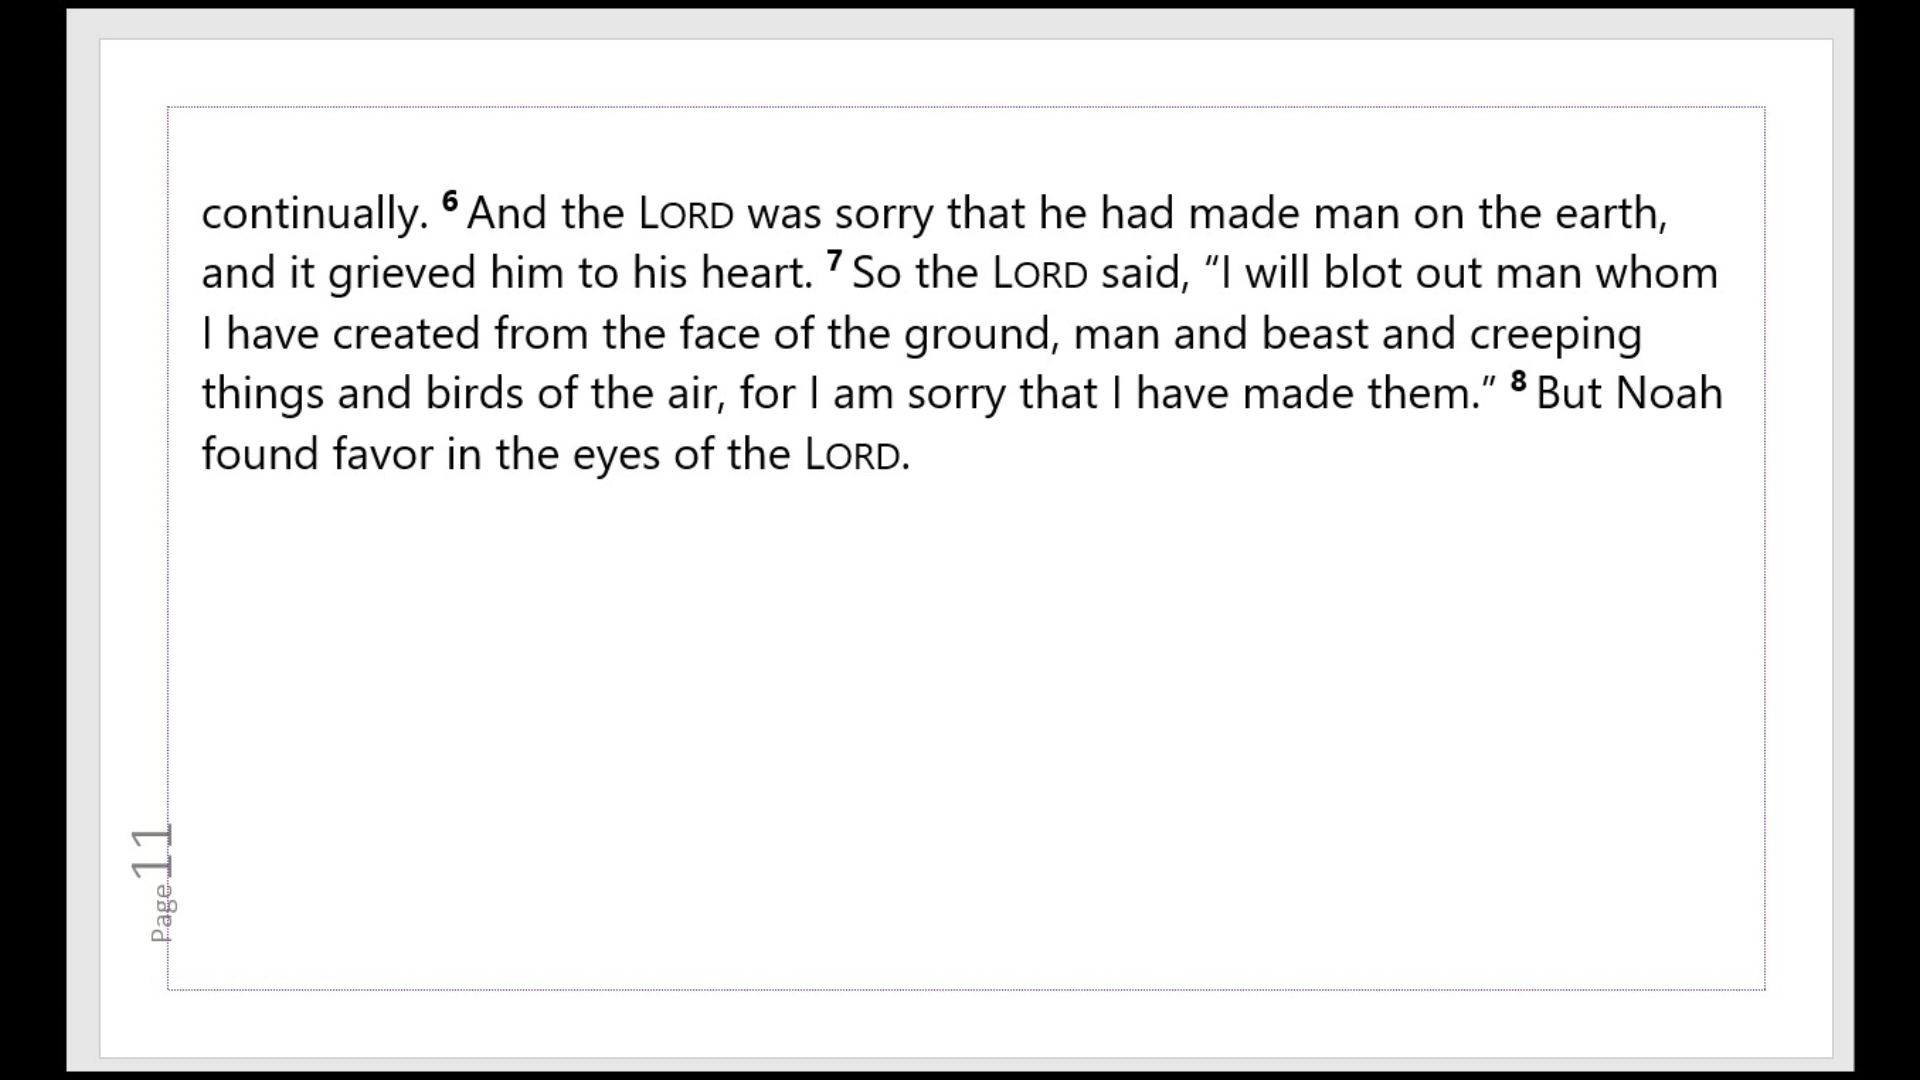 continually. 6 And the LORD was sorry that he had made man on the earth,
and it grieved him to his heart. 7 So the LORD said, “I will blot out man whom
I have created from the face of the ground, man and beast and creeping
things and birds of the air, for I am sorry that I have made them.” 8 But Noah
found favor in the eyes of the LORD.
Page 11